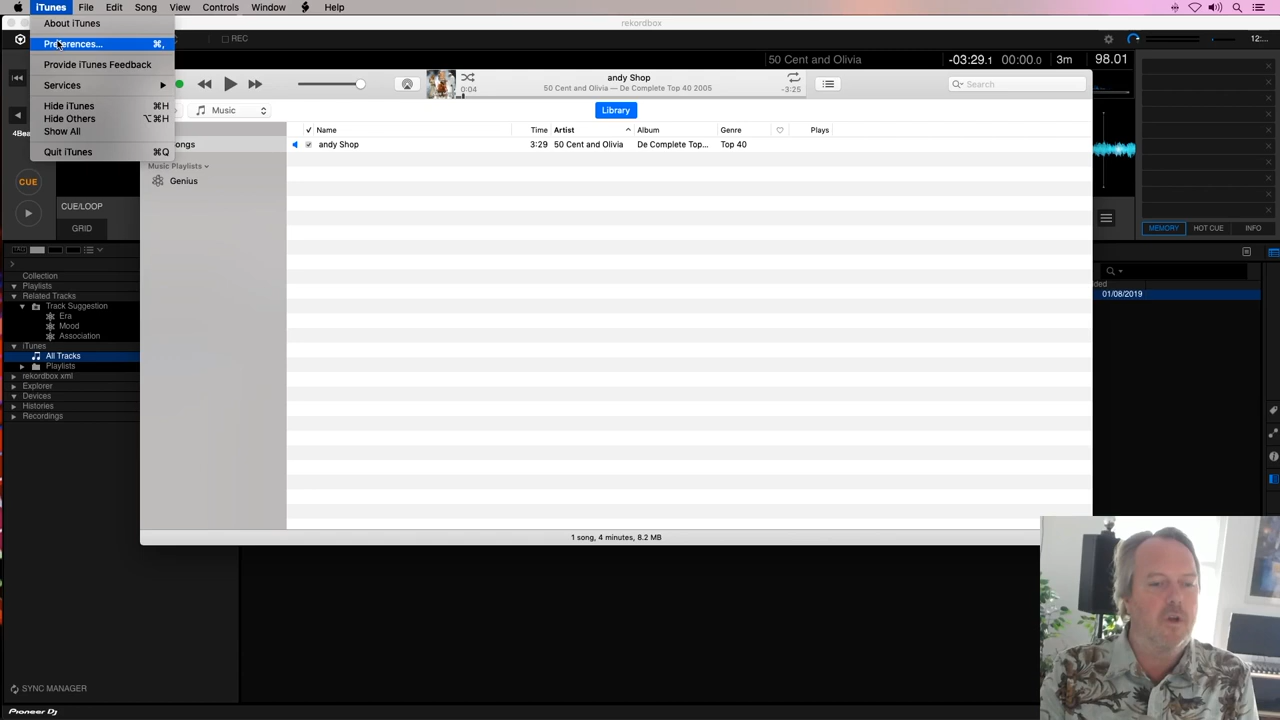 iTunes File Edit Song View Controls Window Help
rekordbox
About iTunes
Preferences... ⌘,
Provide iTunes Feedback
Services
Hide iTunes ⌘H
Hide Others ⌥⌘H
Show All
Quit iTunes ⌘Q
REC
12:...
50 Cent and Olivia
-03:29.1 00:00.0 3m 98.01
andy Shop
0:04 50 Cent and Olivia — De Complete Top 40 2005 -3:25
Search
Music
Library
Name Time Artist Album Genre Plays
ongs
andy Shop 3:29 50 Cent and Olivia De Complete Top... Top 40
Music Playlists
Genius
4Bea
CUE
CUE/LOOP
GRID
MEMORY HOT CUE INFO
Collection
Playlists
Related Tracks
Track Suggestion
Era
Mood
Association
iTunes
All Tracks
Playlists
rekordbox xml
Explorer
Devices
Histories
Recordings
ded
01/08/2019
1 song, 4 minutes, 8.2 MB
SYNC MANAGER
Pioneer Dj